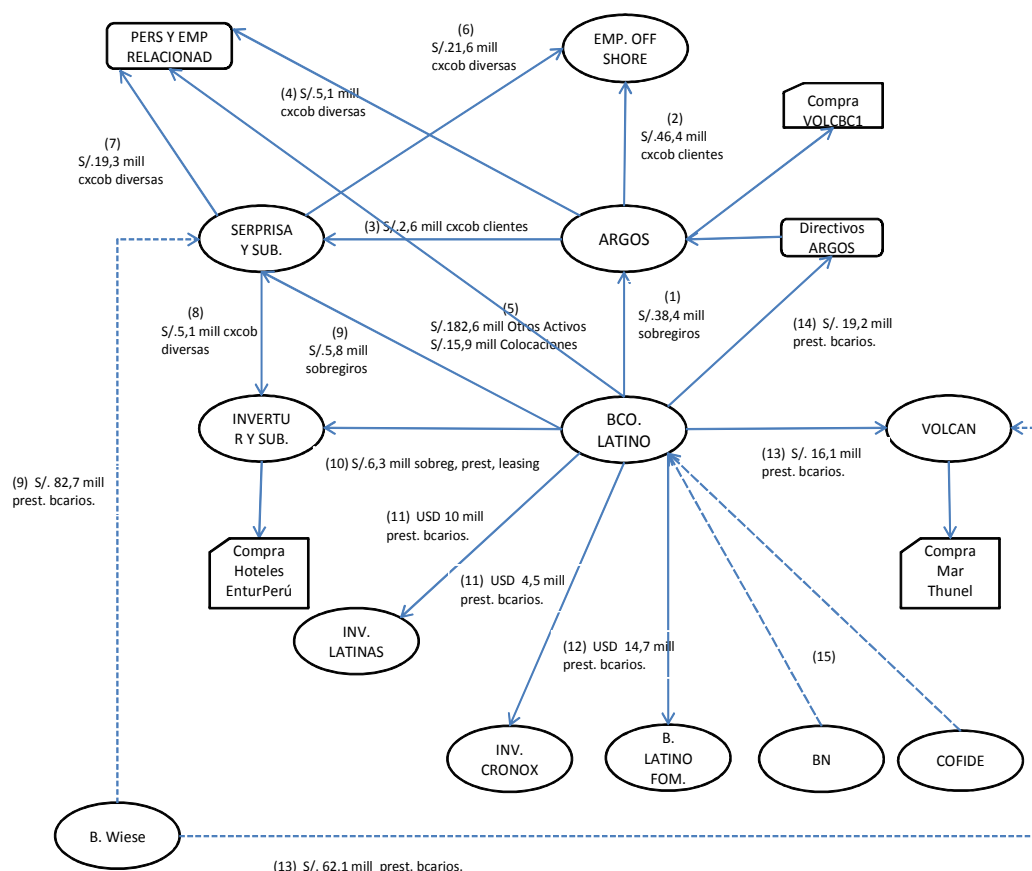 PERS Y EMP
RELACIONAD
(6)
S/.21,6 mill
cxcob diversas
EMP. OFF
SHORE
(4) S/.5,1 mill
cxcob diversas
(2)
S/.46,4 mill
cxcob clientes
Compra
VOLCBC1
(7)
S/.19,3 mill
cxcob diversas
SERPRISA
Y SUB.
(3) S/.2,6 mill cxcob clientes
ARGOS
Directivos
ARGOS
(8)
S/.5,1 mill cxcob
diversas
(9)
S/.5,8 mill
sobregiros
(5)
S/.182,6 mill Otros Activos
S/.15,9 mill Colocaciones
(1)
S/.38,4 mill
sobregiros
(14) S/. 19,2 mill
prest. bcarios.
INVERTU
R Y SUB.
BCO.
LATINO
VOLCAN
(10) S/.6,3 mill sobreg, prest, leasing
(13) S/. 16,1 mill
prest. bcarios.
(9) S/. 82,7 mill
prest. bcarios.
(11) USD 10 mill
prest. bcarios.
Compra
Hoteles
EnturPerú
(11) USD 4,5 mill
prest. bcarios.
Compra
Mar
Thunel
INV.
LATINAS
(12) USD 14,7 mill
prest. bcarios.
(15)
INV.
CRONOX
B.
LATINO
FOM.
BN
COFIDE
B. Wiese
(13) S/. 62,1 mill prest. bcarios.